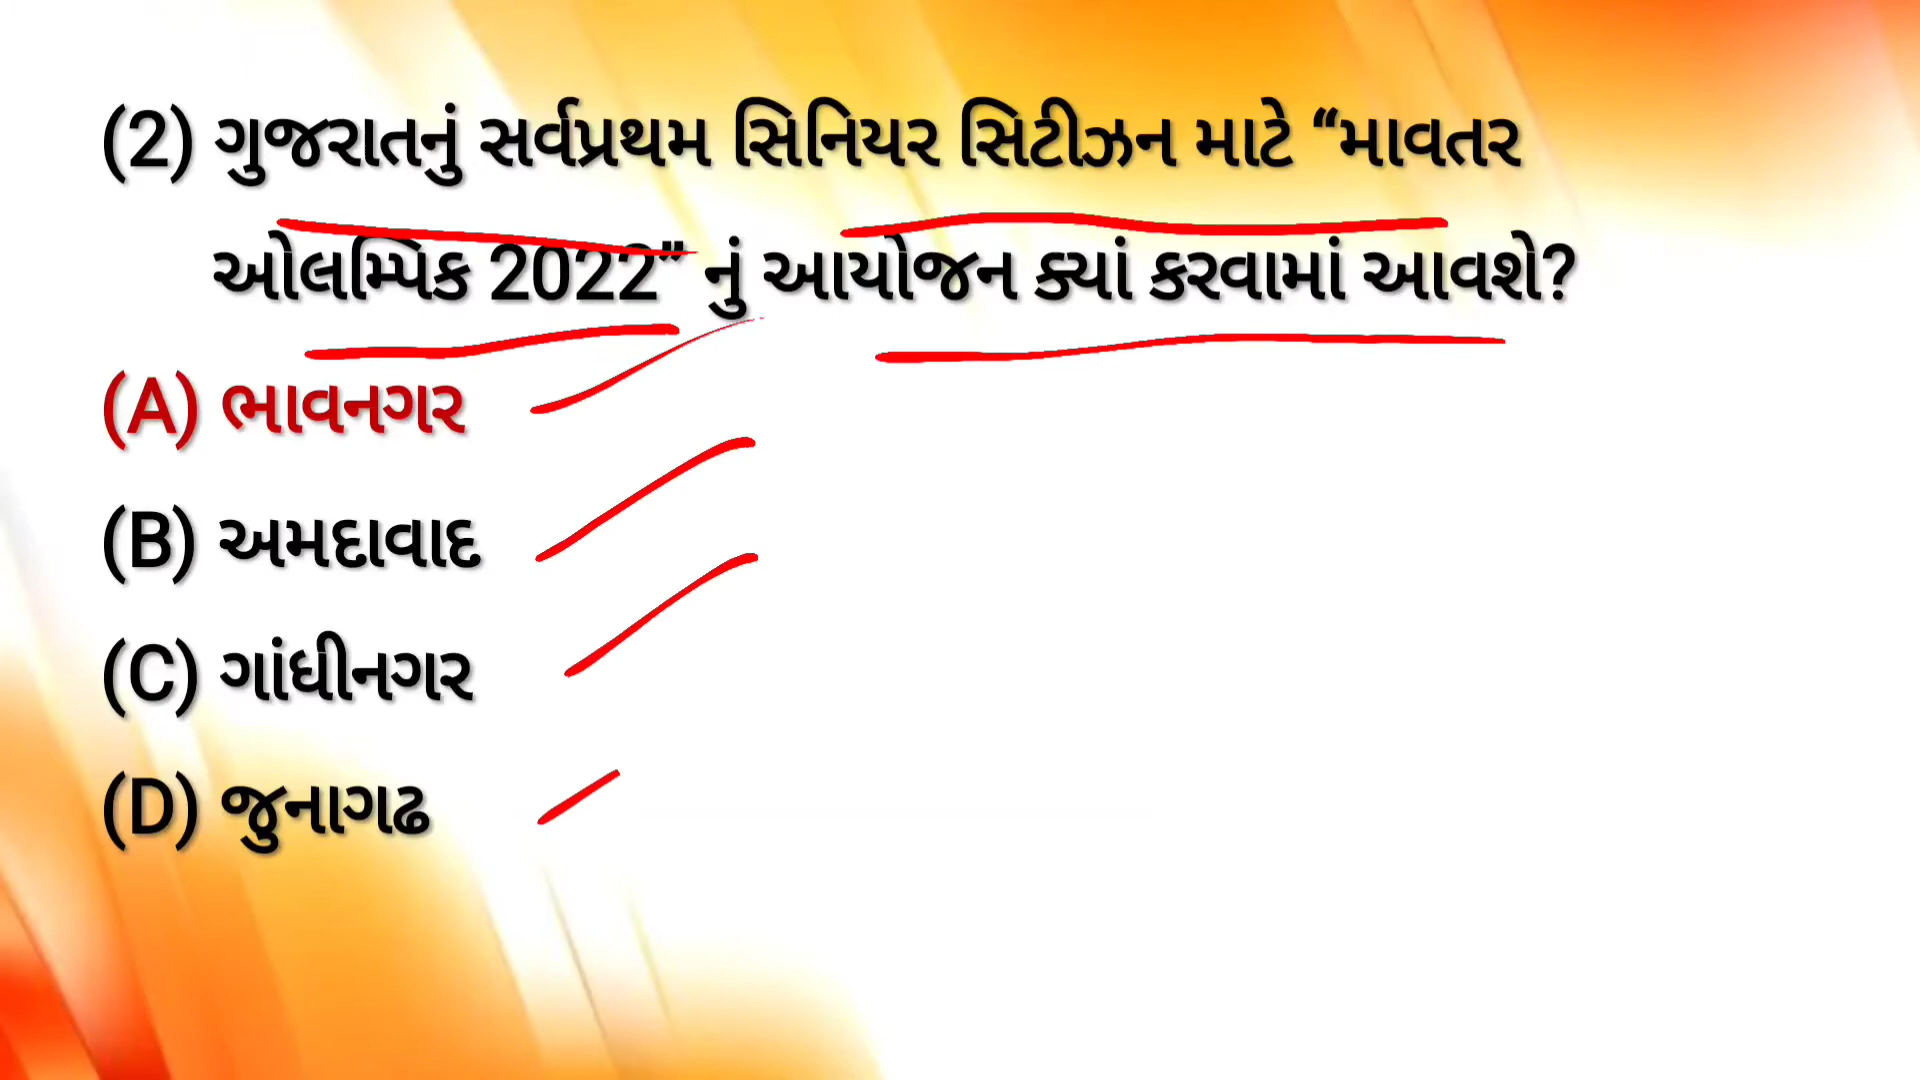 (2) ગુજરાતનું સર્વપ્રથમ સિનિયર સિટીઝન માટે “માવતર
ઓલમ્પિક 2022” નું આયોજન ક્યાં કરવામાં આવશે?
(A) ભાવનગર
(B) અમદાવાદ
(C) ગાંધીનગર
(D) જુનાગઢ